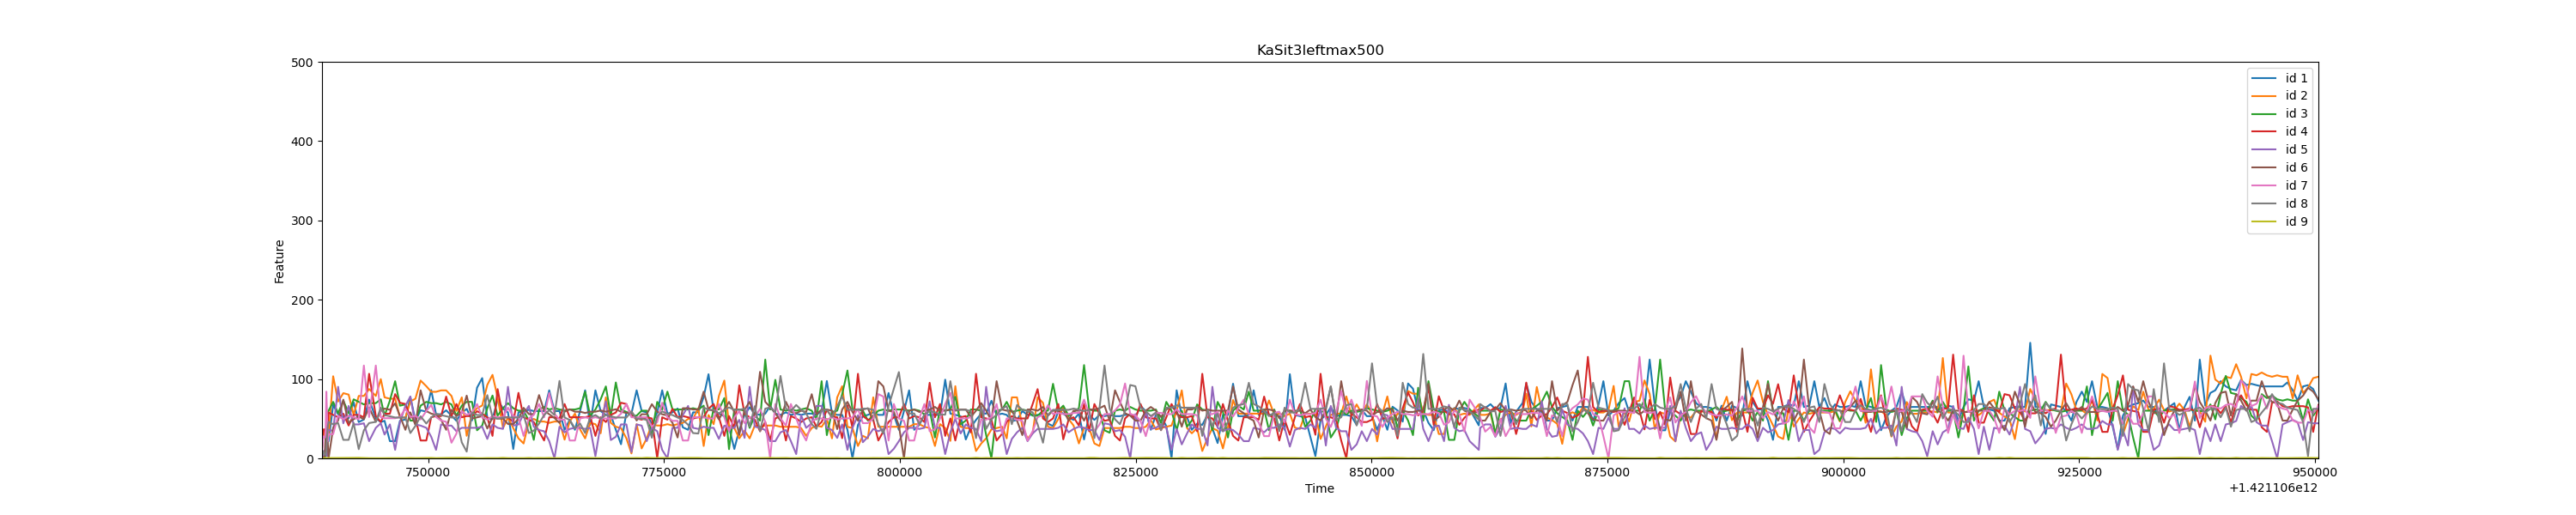 KaSit3leftmax500
500
400
300
200
100
0
Feature
id 1
id 2
id 3
id 4
id 5
id 6
id 7
id 8
id 9
750000 775000 800000 825000 850000 875000 900000 925000 950000
Time
+1.421106e12